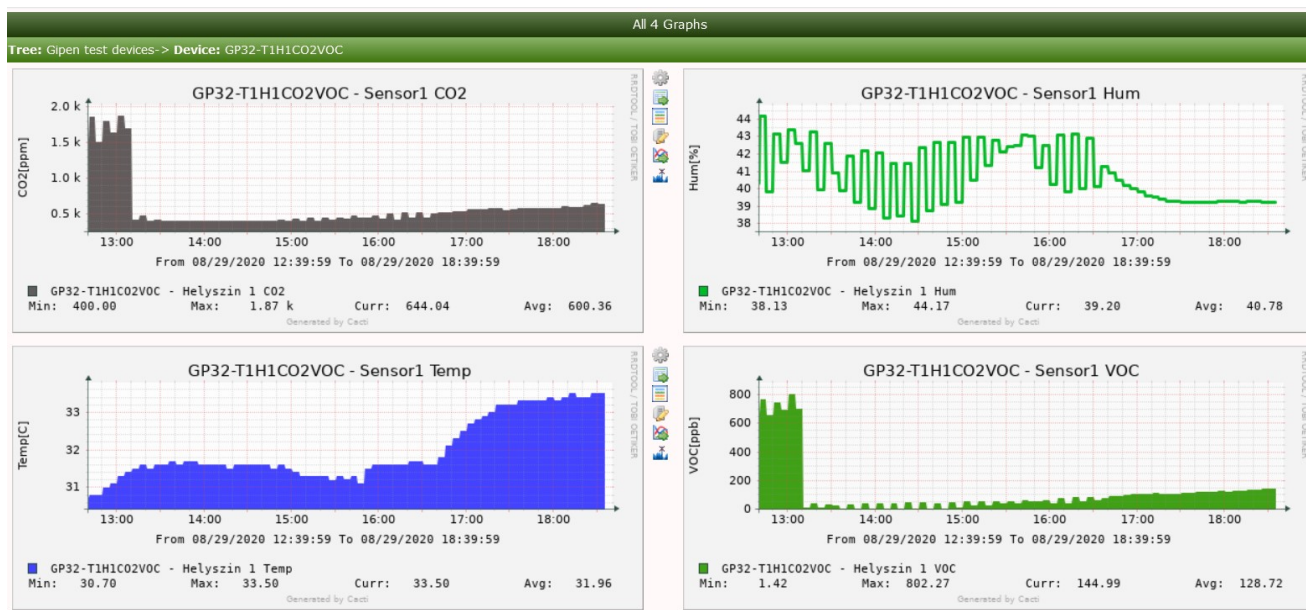 All 4 Graphs
Tree: Gipen test devices-> Device: GP32-T1H1CO2VOC
GP32-T1H1CO2VOC - Sensor1 CO2
RRDTOOL / TOBI OETIKER
CO2[ppm]
2.0 k
1.5 k
1.0 k
0.5 k
13:00 14:00 15:00 16:00 17:00 18:00
From 08/29/2020 12:39:59 To 08/29/2020 18:39:59
GP32-T1H1CO2VOC - Helyszin 1 CO2
Min: 400.00 Max: 1.87 k Curr: 644.04 Avg: 600.36
Generated by Cacti
GP32-T1H1CO2VOC - Sensor1 Hum
Hum[%]
44
43
42
41
40
39
38
13:00 14:00 15:00 16:00 17:00 18:00
From 08/29/2020 12:39:59 To 08/29/2020 18:39:59
GP32-T1H1CO2VOC - Helyszin 1 Hum
Min: 38.13 Max: 44.17 Curr: 39.20 Avg: 40.78
Generated by Cacti
GP32-T1H1CO2VOC - Sensor1 Temp
RRDTOOL / TOBI OETIKER
Temp[C]
33
32
31
13:00 14:00 15:00 16:00 17:00 18:00
From 08/29/2020 12:39:59 To 08/29/2020 18:39:59
GP32-T1H1CO2VOC - Helyszin 1 Temp
Min: 30.70 Max: 33.50 Curr: 33.50 Avg: 31.96
Generated by Cacti
GP32-T1H1CO2VOC - Sensor1 VOC
VOC[ppb]
800
600
400
200
0
13:00 14:00 15:00 16:00 17:00 18:00
From 08/29/2020 12:39:59 To 08/29/2020 18:39:59
GP32-T1H1CO2VOC - Helyszin 1 VOC
Min: 1.42 Max: 802.27 Curr: 144.99 Avg: 128.72
Generated by Cacti